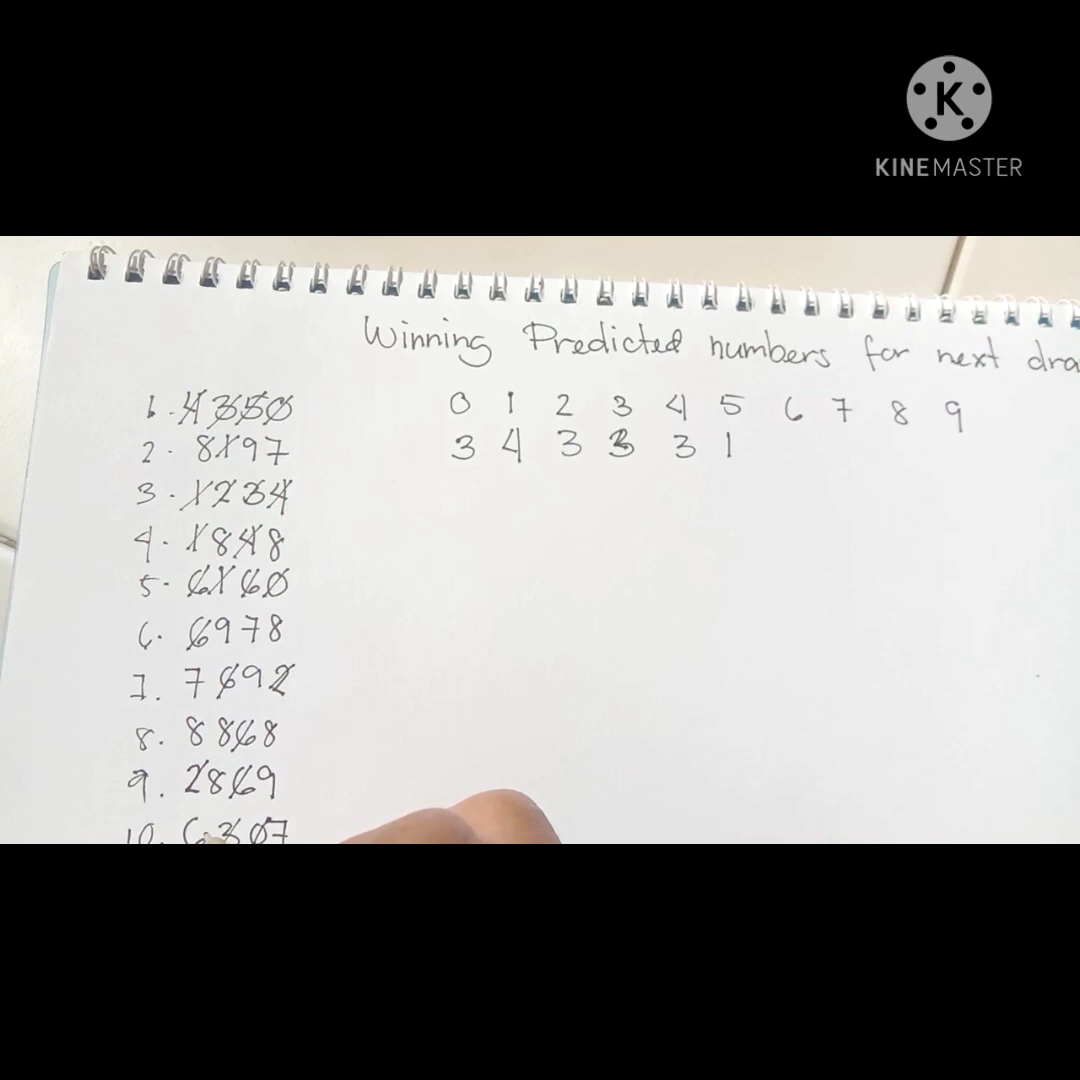 KINEMASTER
Winning Predicted numbers for next dra
0 1 2 3 4 5 6 7 8 9
3 4 3 3 3 1
1. 4350
2. 8197
3. 1234
4. 1848
5. 6160
6. 6978
7. 7692
8. 8868
9. 2869
10. 6307